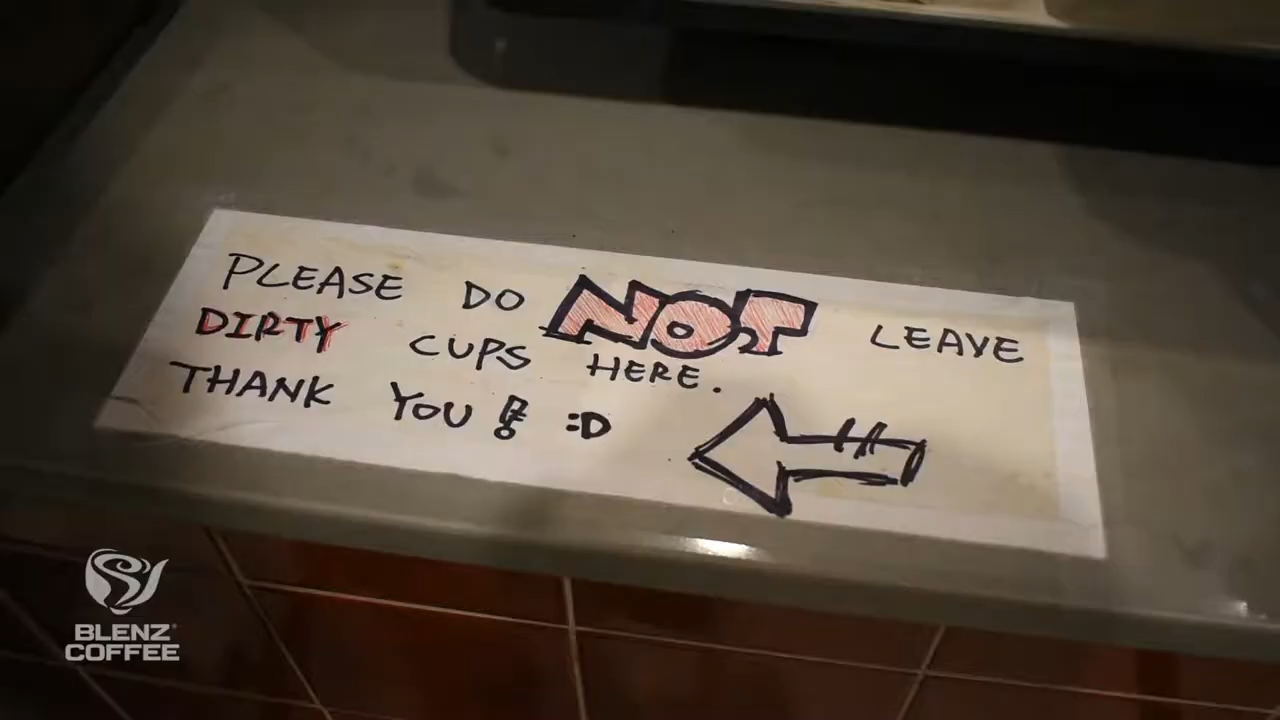 PLEASE DO NOT LEAVE
DIRTY CUPS HERE.
THANK YOU! :D
BLENZ
COFFEE